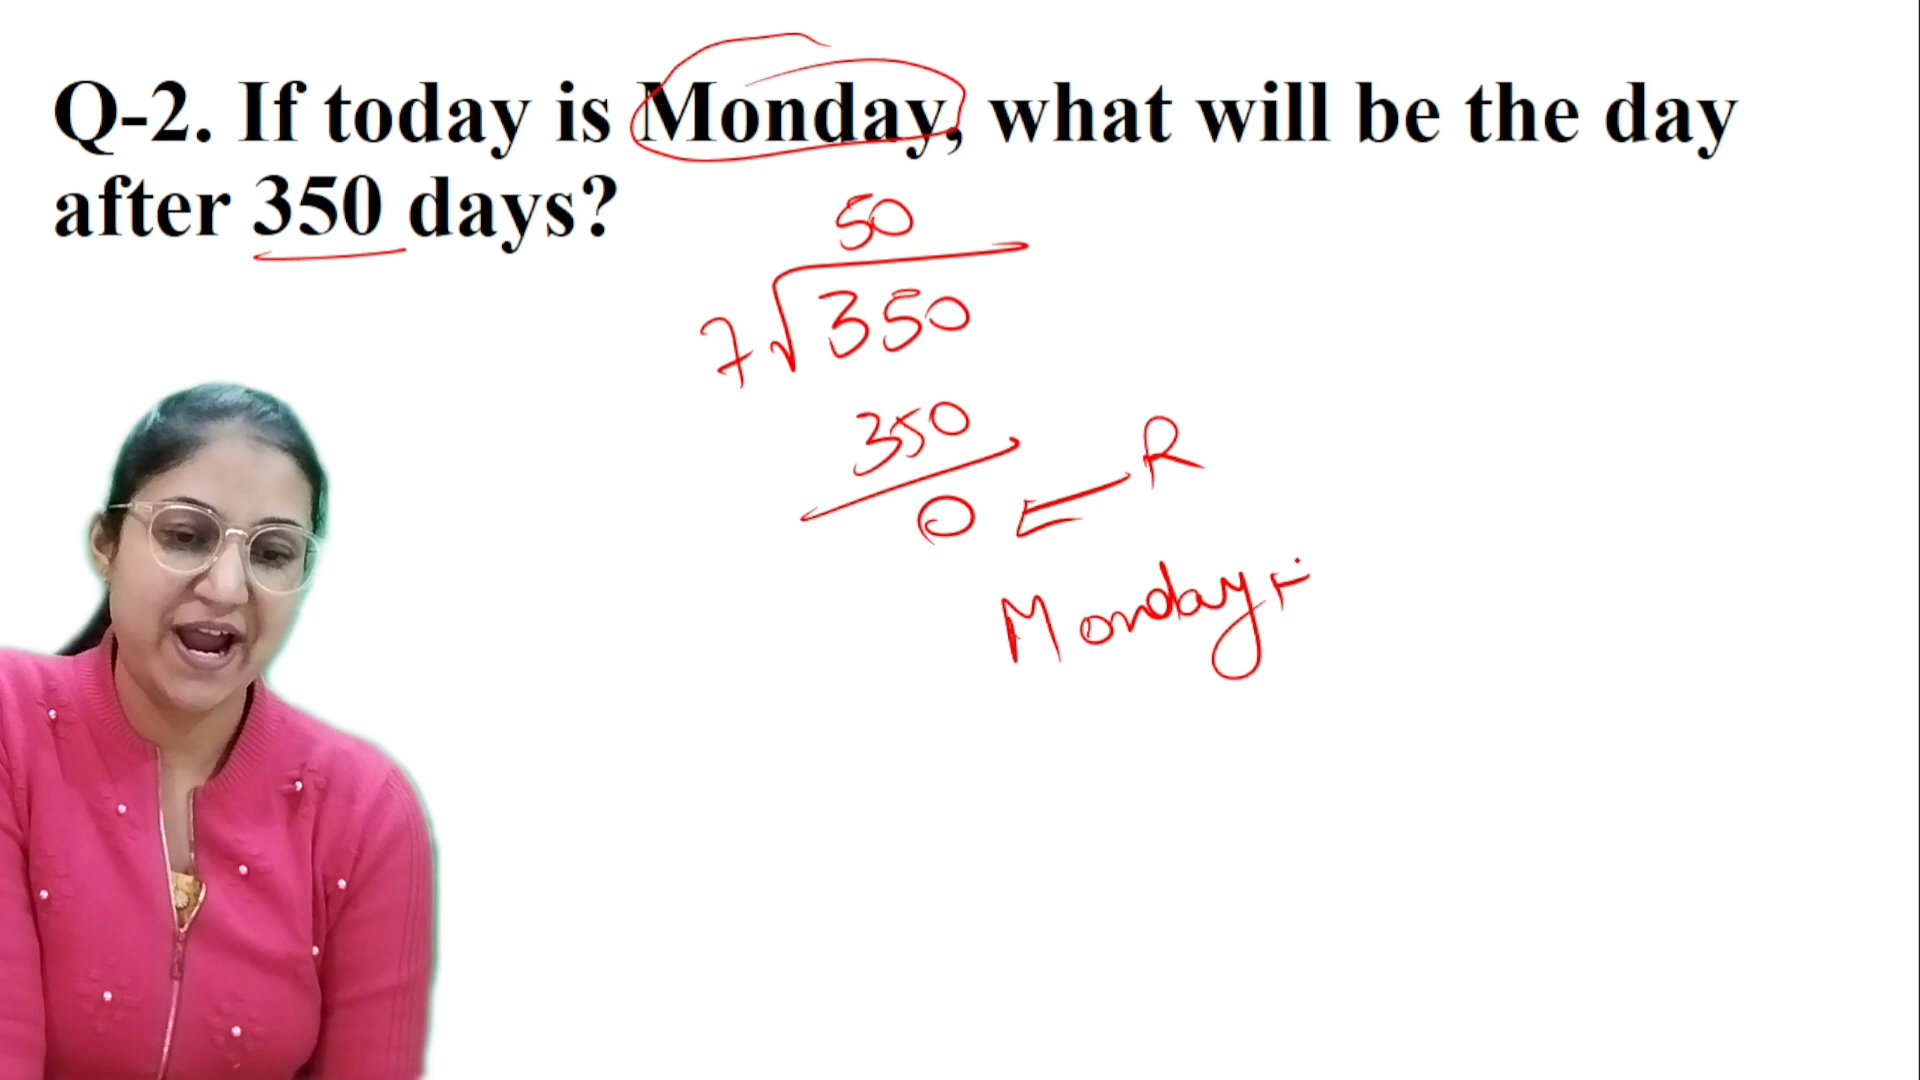 Q-2. If today is Monday, what will be the day
after 350 days?
50
7√350
350
0 ← R
Monday +